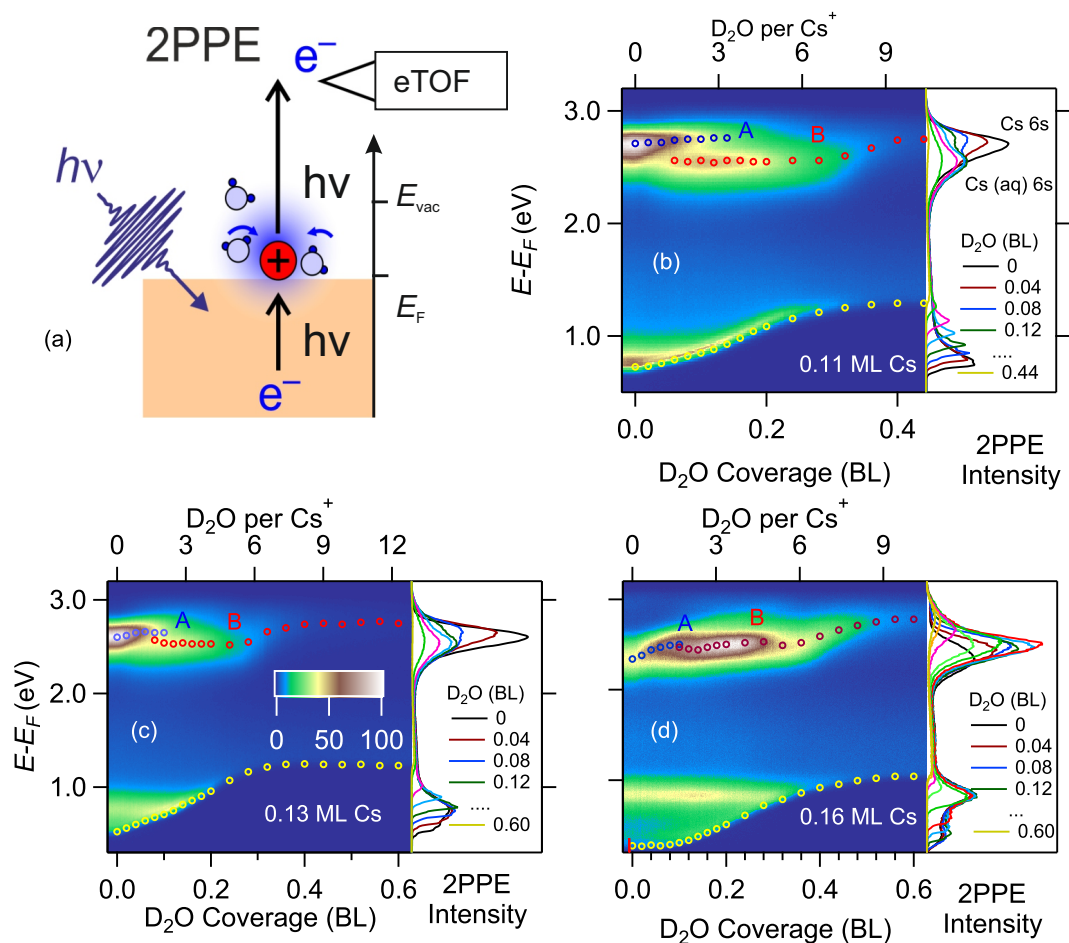 2PPE
e⁻
eTOF
hν
hν
E_vac
E_F
(a)
hν
e⁻
D₂O per Cs⁺
0 3 6 9
3.0
2.0
1.0
E-E_F (eV)
A
B
(b)
0.11 ML Cs
Cs 6s
Cs (aq) 6s
D₂O (BL)
0
0.04
0.08
0.12
....
0.44
0.0 0.2 0.4
D₂O Coverage (BL)
2PPE
Intensity
D₂O per Cs⁺
0 3 6 9 12
3.0
2.0
1.0
E-E_F (eV)
A
B
(c)
0 50 100
0.13 ML Cs
D₂O (BL)
0
0.04
0.08
0.12
....
0.60
0.0 0.2 0.4 0.6
D₂O Coverage (BL)
2PPE
Intensity
D₂O per Cs⁺
0 3 6 9
A
B
(d)
0.16 ML Cs
D₂O (BL)
0
0.04
0.08
0.12
...
0.60
0.0 0.2 0.4 0.6
D₂O Coverage (BL)
2PPE
Intensity